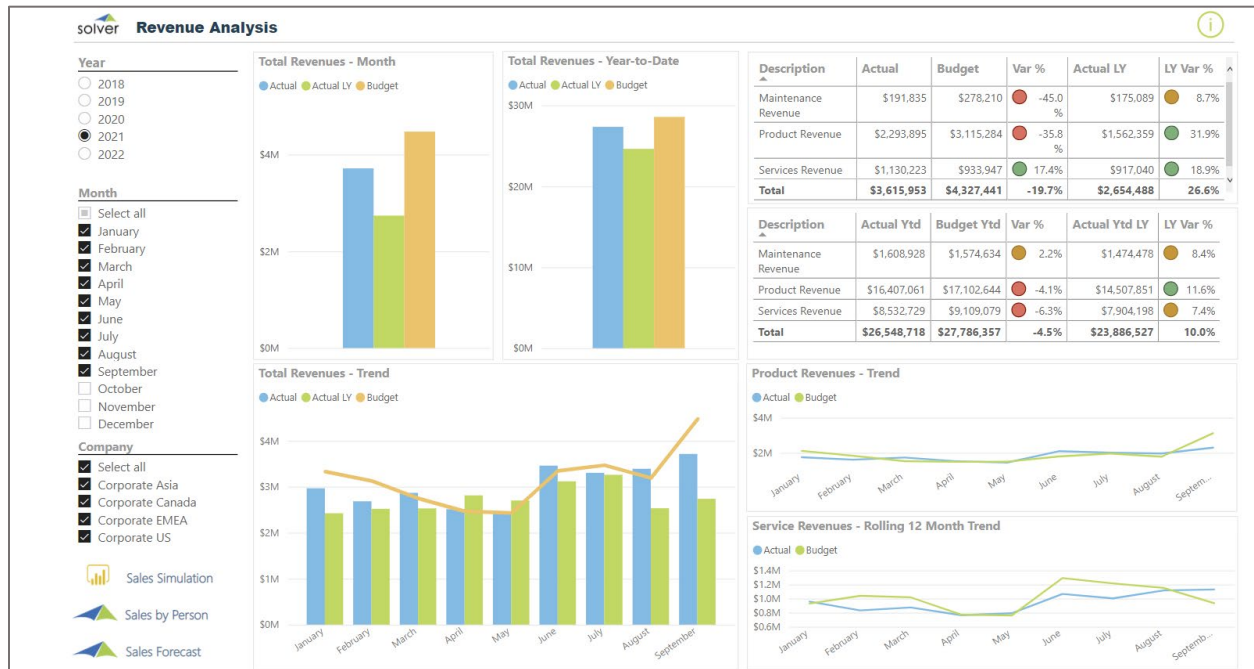 solver Revenue Analysis
i
Year
2018
2019
2020
2021
2022
Month
Select all
January
February
March
April
May
June
July
August
September
October
November
December
Company
Select all
Corporate Asia
Corporate Canada
Corporate EMEA
Corporate US
Sales Simulation
Sales by Person
Sales Forecast
Total Revenues - Month
Actual Actual LY Budget
$4M
$2M
$0M
Total Revenues - Year-to-Date
Actual Actual LY Budget
$30M
$20M
$10M
$0M
Description Actual Budget Var % Actual LY LY Var %
Maintenance $191,835 $278,210 -45.0 $175,089 8.7%
Revenue %
Product Revenue $2,293,895 $3,115,284 -35.8 $1,562,359 31.9%
%
Services Revenue $1,130,223 $933,947 17.4% $917,040 18.9%
Total $3,615,953 $4,327,441 -19.7% $2,654,488 26.6%
Description Actual Ytd Budget Ytd Var % Actual Ytd LY LY Var %
Maintenance $1,608,928 $1,574,634 2.2% $1,474,478 8.4%
Revenue
Product Revenue $16,407,061 $17,102,644 -4.1% $14,507,851 11.6%
Services Revenue $8,532,729 $9,109,079 -6.3% $7,904,198 7.4%
Total $26,548,718 $27,786,357 -4.5% $23,886,527 10.0%
Total Revenues - Trend
Actual Actual LY Budget
$4M
$3M
$2M
$1M
$0M
January February March April May June July August September
Product Revenues - Trend
Actual Budget
$4M
$2M
January February March April May June July August Septem...
Service Revenues - Rolling 12 Month Trend
Actual Budget
$1.4M
$1.2M
$1.0M
$0.8M
$0.6M
January February March April May June July August Septemb...